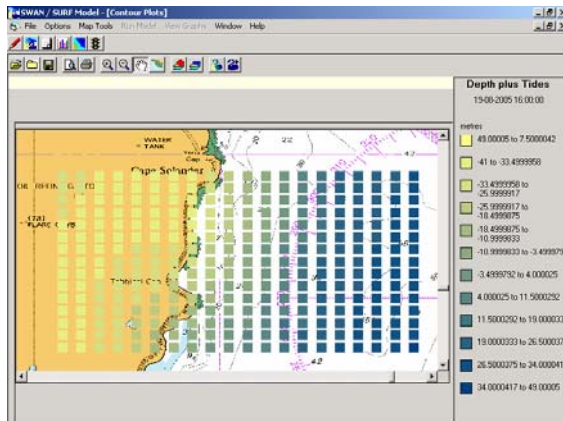 SWAN / SURF Model - [Contour Plots]
File Options Map Tools Run Model View Graphs Window Help
Depth plus Tides
19-08-2005 16:00:00
metres
49.00005 to 7.5000042
-41 to -33.4999958
-33.4999958 to
-25.9999917
-25.9999917 to
-18.4999875
-18.4999875 to
-10.9999833
-10.9999833 to -3.499979
-3.4999792 to 4.000025
4.000025 to 11.5000292
11.5000292 to 19.000033
19.0000333 to 26.500037
26.5000375 to 34.000041
34.0000417 to 49.00005
WATER
TANK
Cape Solander